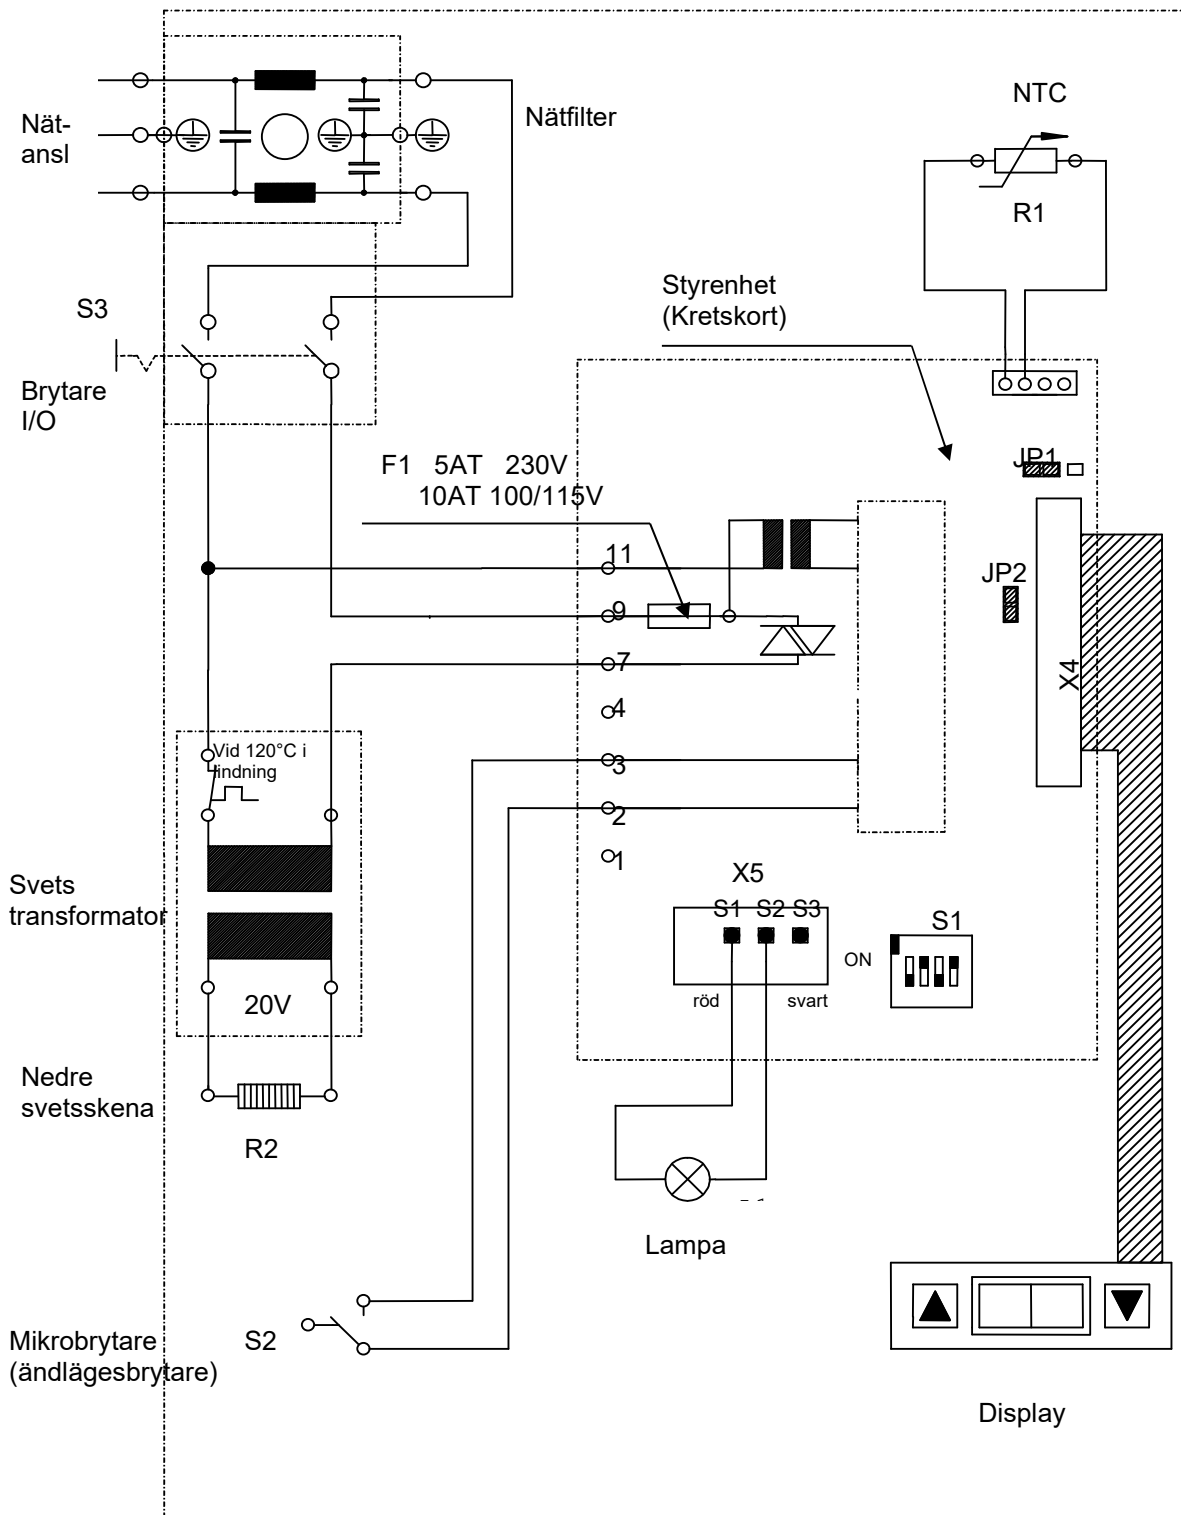 Nätfilter
Nät-
ansl
NTC
R1
S3
Brytare
I/O
Styrenhet
(Kretskort)
F1 5AT 230V
10AT 100/115V
JP1
11
9
7
4
3
2
1
JP2
X4
Vid 120°C i
lindning
Svets
transformator
20V
X5
S1 S2 S3
röd
svart
ON
S1
Nedre
svetsskena
R2
Lampa
Mikrobrytare
(ändlägesbrytare)
S2
Display